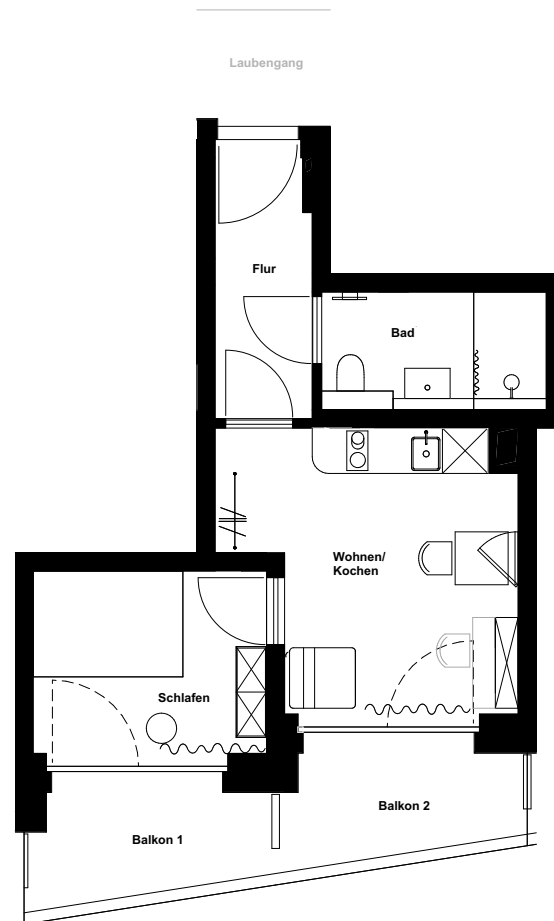 Laubengang
Flur
Bad
Wohnen/
Kochen
Schlafen
Balkon 2
Balkon 1